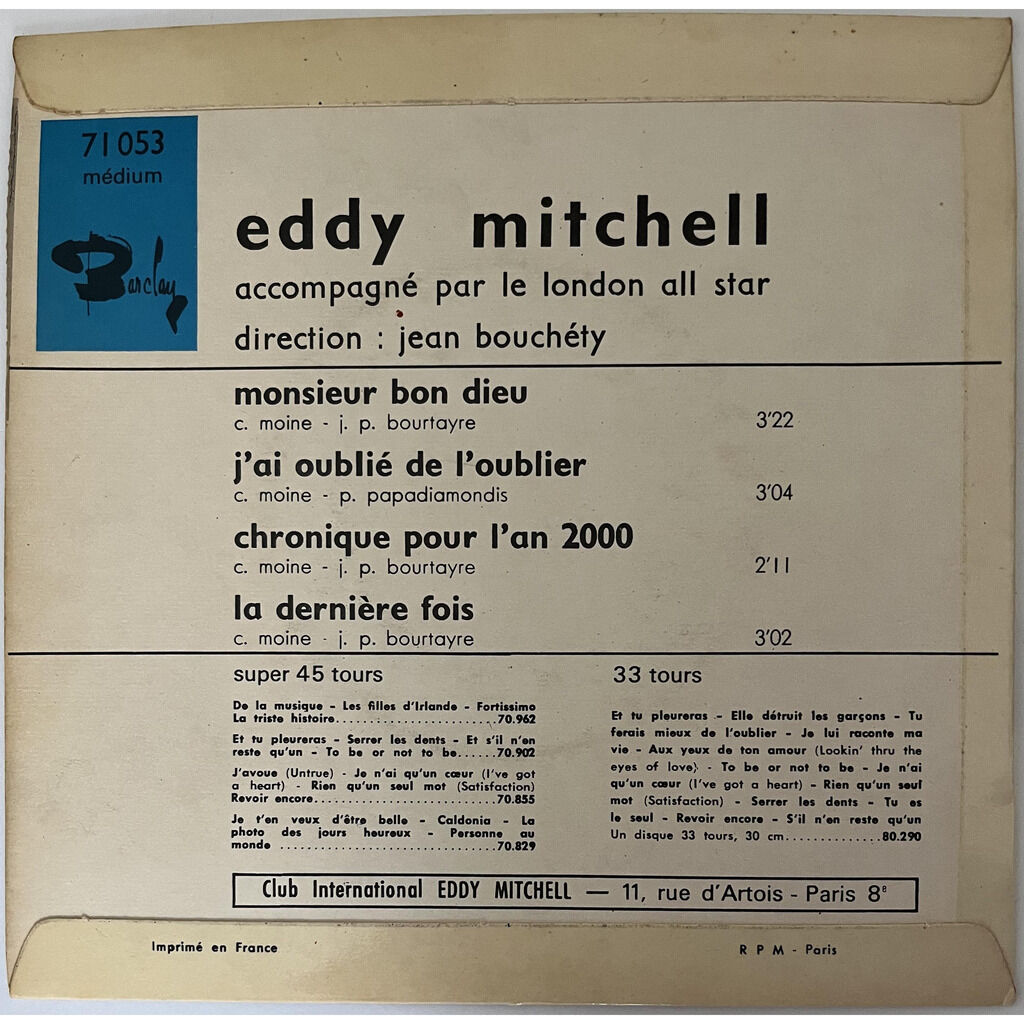 71 053
médium
Barclay
eddy mitchell
accompagné par le london all star
direction : jean bouchéty
monsieur bon dieu
c. moine - j. p. bourtayre 3'22
j'ai oublié de l'oublier
c. moine - p. papadiamondis 3'04
chronique pour l'an 2000
c. moine - j. p. bourtayre 2'11
la dernière fois
c. moine - j. p. bourtayre 3'02
super 45 tours
De la musique - Les filles d'Irlande - Fortissimo
La triste histoire........................70.962
Et tu pleureras - Serrer les dents - Et s'il n'en
reste qu'un - To be or not to be......70.902
J'avoue (Untrue) - Je n'ai qu'un cœur (I've got
a heart) - Rien qu'un seul mot (Satisfaction)
Revoir encore...........................70.855
Je t'en veux d'être belle - Caldonia - La
photo des jours heureux - Personne au
monde ................................70.829
33 tours
Et tu pleureras - Elle détruit les garçons - Tu
ferais mieux de l'oublier - Je lui raconte ma
vie - Aux yeux de ton amour (Lookin' thru the
eyes of love) - To be or not to be - Je n'ai
qu'un cœur (I've got a heart) - Rien qu'un seul
mot (Satisfaction) - Serrer les dents - Tu es
le seul - Revoir encore - S'il n'en reste qu'un
Un disque 33 tours, 30 cm.............80.290
Club International EDDY MITCHELL — 11, rue d'Artois - Paris 8e
Imprimé en France
R P M - Paris